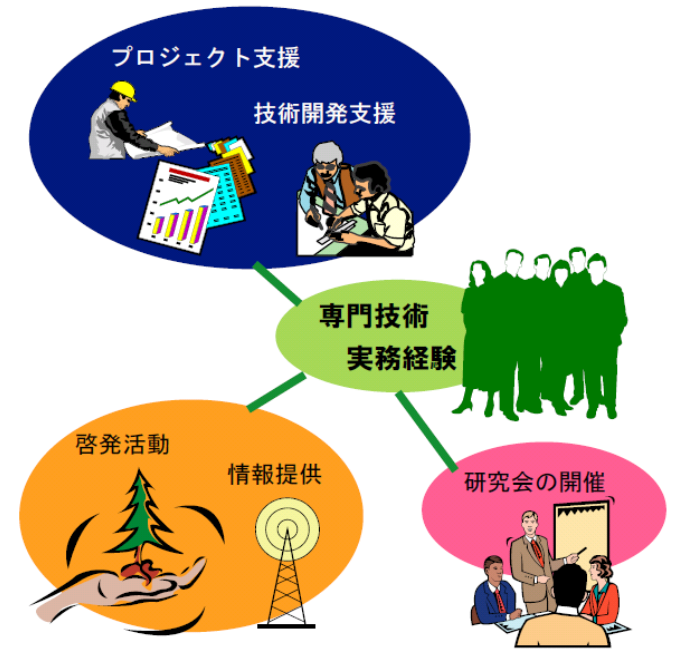 プロジェクト支援
技術開発支援
専門技術
実務経験
啓発活動
情報提供
研究会の開催